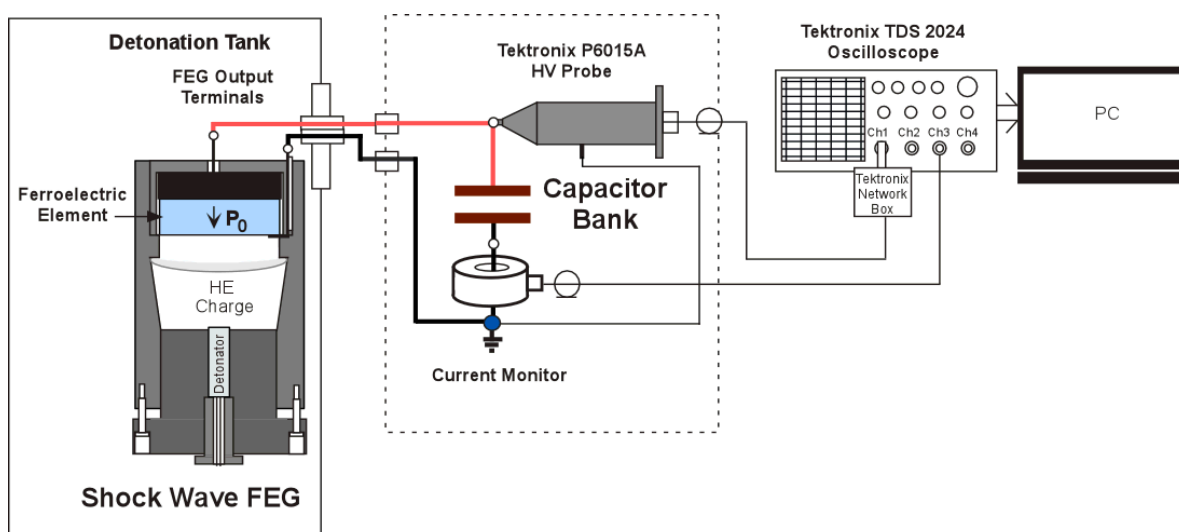 Detonation Tank
FEG Output
Terminals
Ferroelectric
Element
P0
HE
Charge
Detonator
Shock Wave FEG
Tektronix P6015A
HV Probe
Capacitor
Bank
Current Monitor
Tektronix TDS 2024
Oscilloscope
Ch1 Ch2 Ch3 Ch4
Tektronix
Network
Box
PC